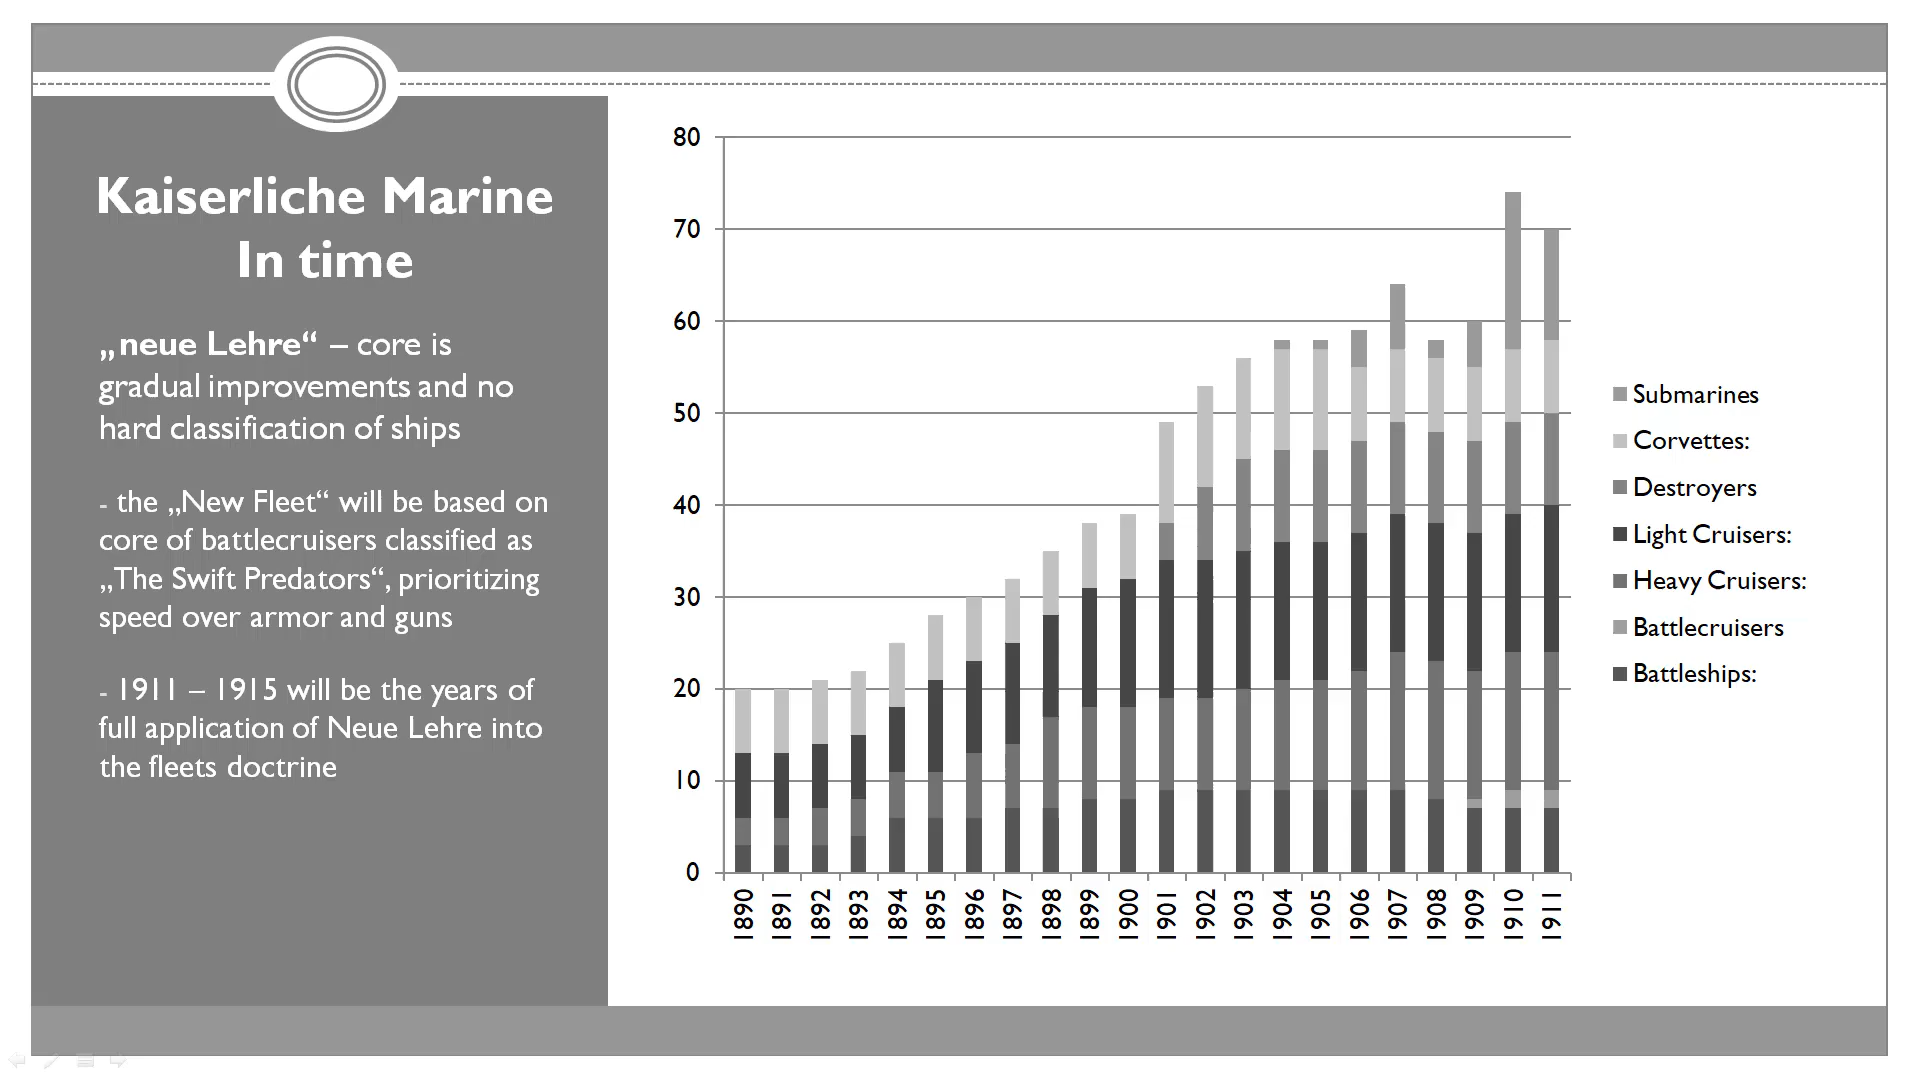 Kaiserliche Marine
In time
„neue Lehre“ – core is
gradual improvements and no
hard classification of ships
- the „New Fleet“ will be based on
core of battlecruisers classified as
„The Swift Predators“, prioritizing
speed over armor and guns
- 1911 – 1915 will be the years of
full application of Neue Lehre into
the fleets doctrine
80
70
60
50
40
30
20
10
0
1890
1891
1892
1893
1894
1895
1896
1897
1898
1899
1900
1901
1902
1903
1904
1905
1906
1907
1908
1909
1910
1911
Submarines
Corvettes:
Destroyers
Light Cruisers:
Heavy Cruisers:
Battlecruisers
Battleships: